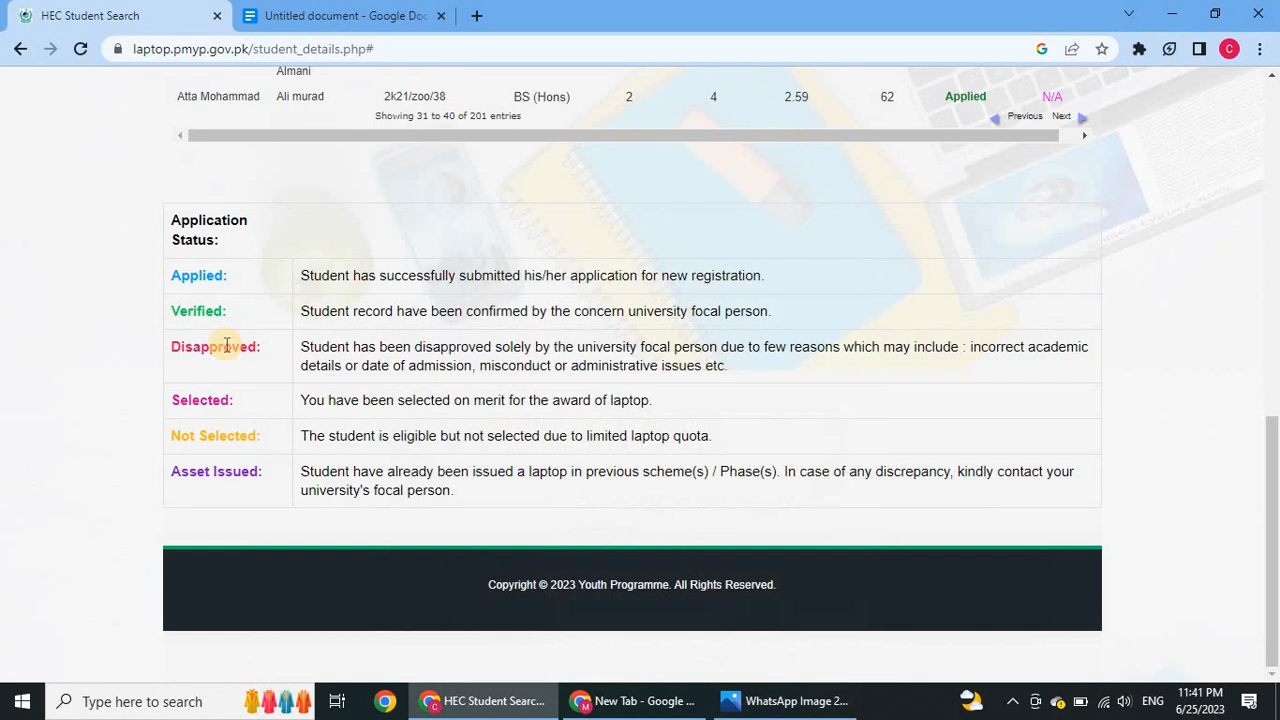 HEC Student Search
Untitled document - Google Doc
laptop.pmyp.gov.pk/student_details.php#
C
Almani
Atta Mohammad Ali murad 2k21/zoo/38 BS (Hons) 2 4 2.59 62 Applied N/A
Showing 31 to 40 of 201 entries Previous Next
Application
Status:
Applied: Student has successfully submitted his/her application for new registration.
Verified: Student record have been confirmed by the concern university focal person.
Disapproved: Student has been disapproved solely by the university focal person due to few reasons which may include : incorrect academic
details or date of admission, misconduct or administrative issues etc.
Selected: You have been selected on merit for the award of laptop.
Not Selected: The student is eligible but not selected due to limited laptop quota.
Asset Issued: Student have already been issued a laptop in previous scheme(s) / Phase(s). In case of any discrepancy, kindly contact your
university's focal person.
Copyright © 2023 Youth Programme. All Rights Reserved.
Type here to search
HEC Student Searc...
New Tab - Google ...
WhatsApp Image 2...
ENG
11:41 PM
6/25/2023